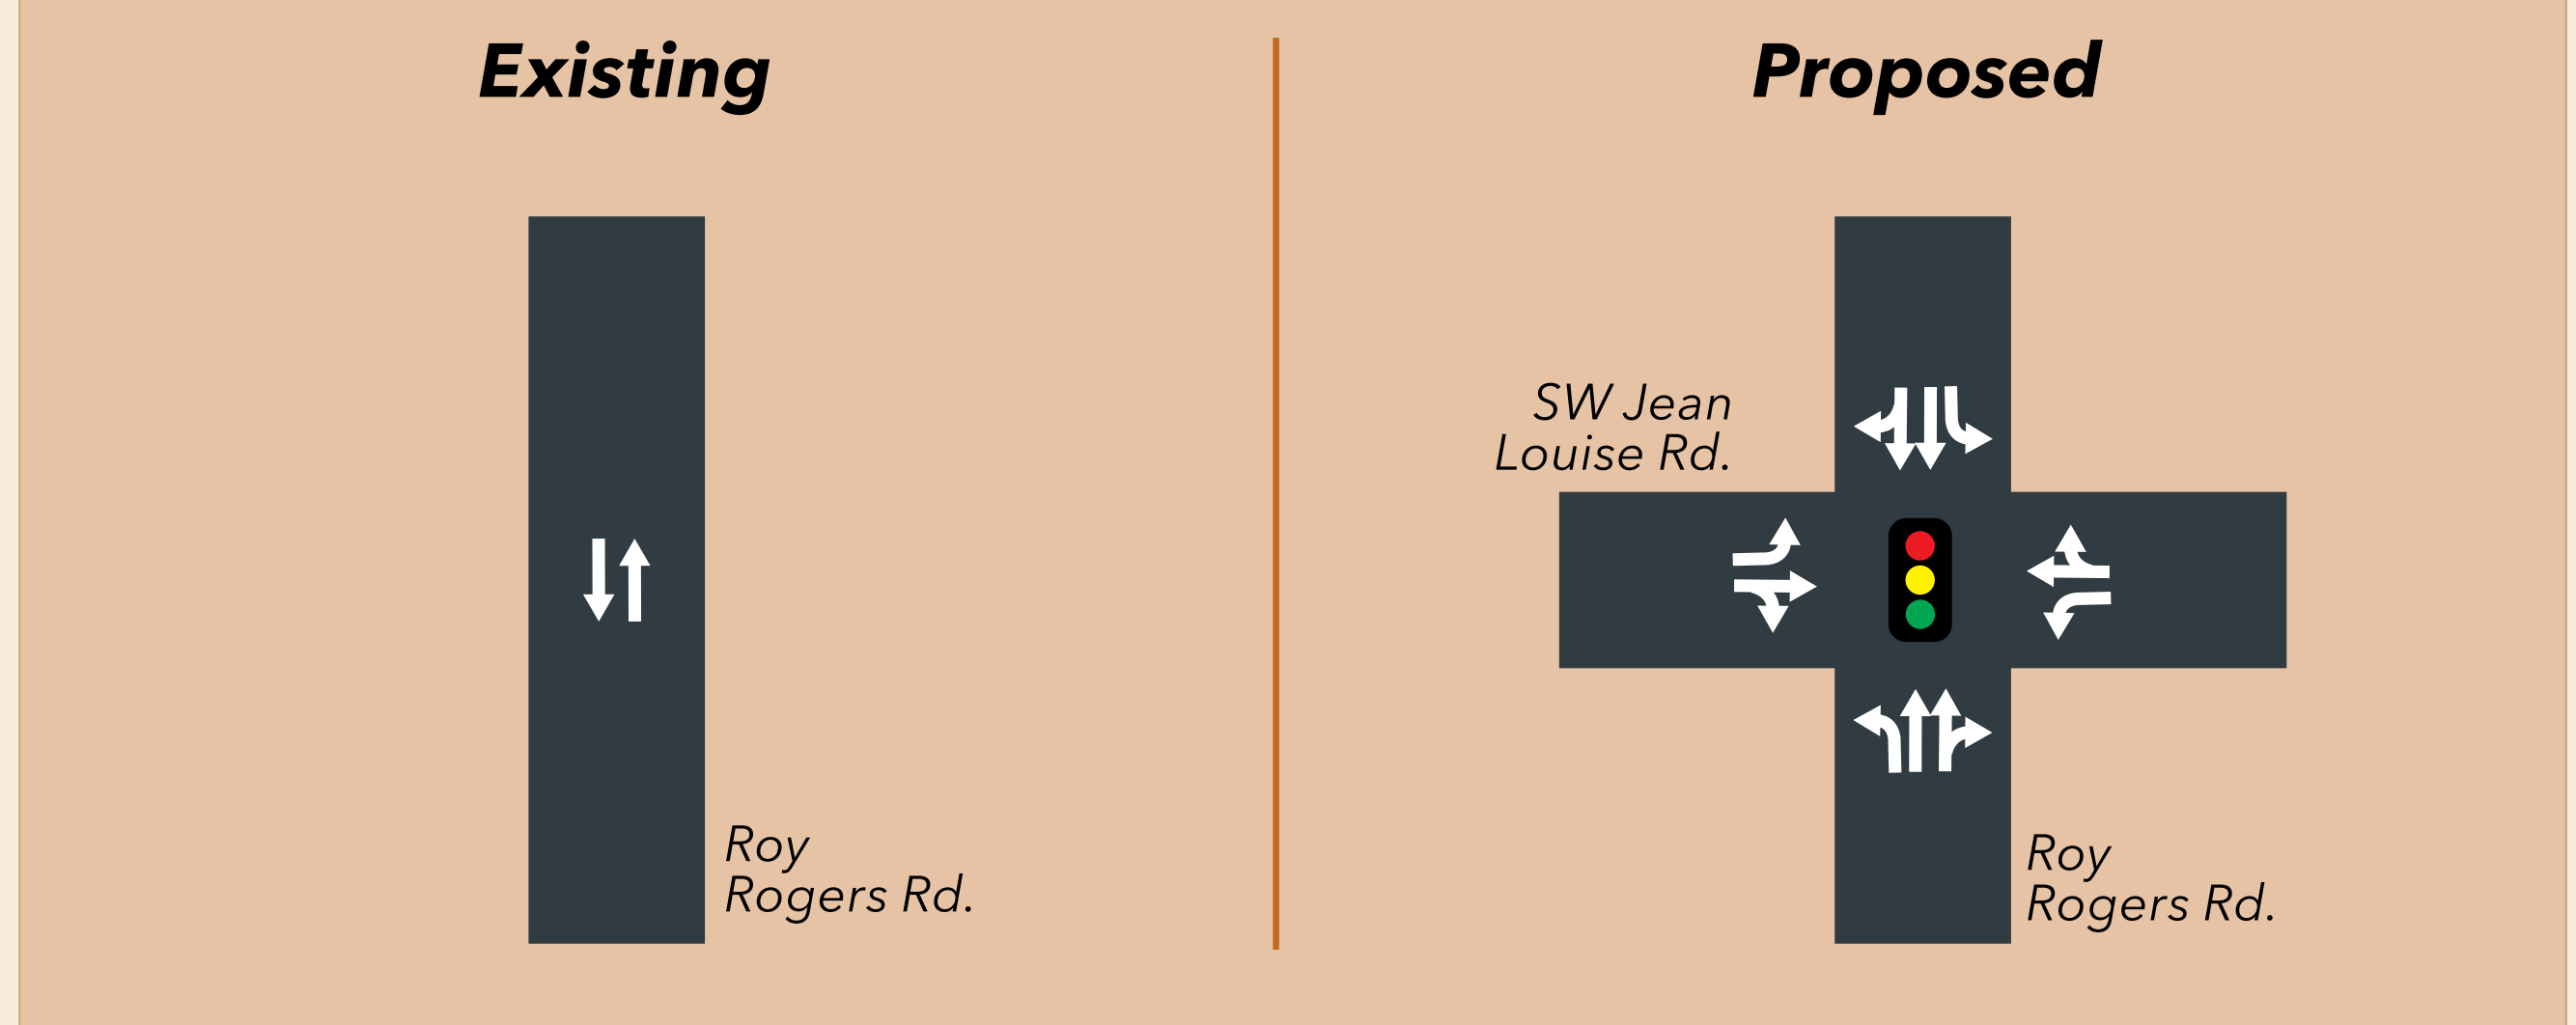 Existing
Roy
Rogers Rd.
Proposed
SW Jean
Louise Rd.
Roy
Rogers Rd.